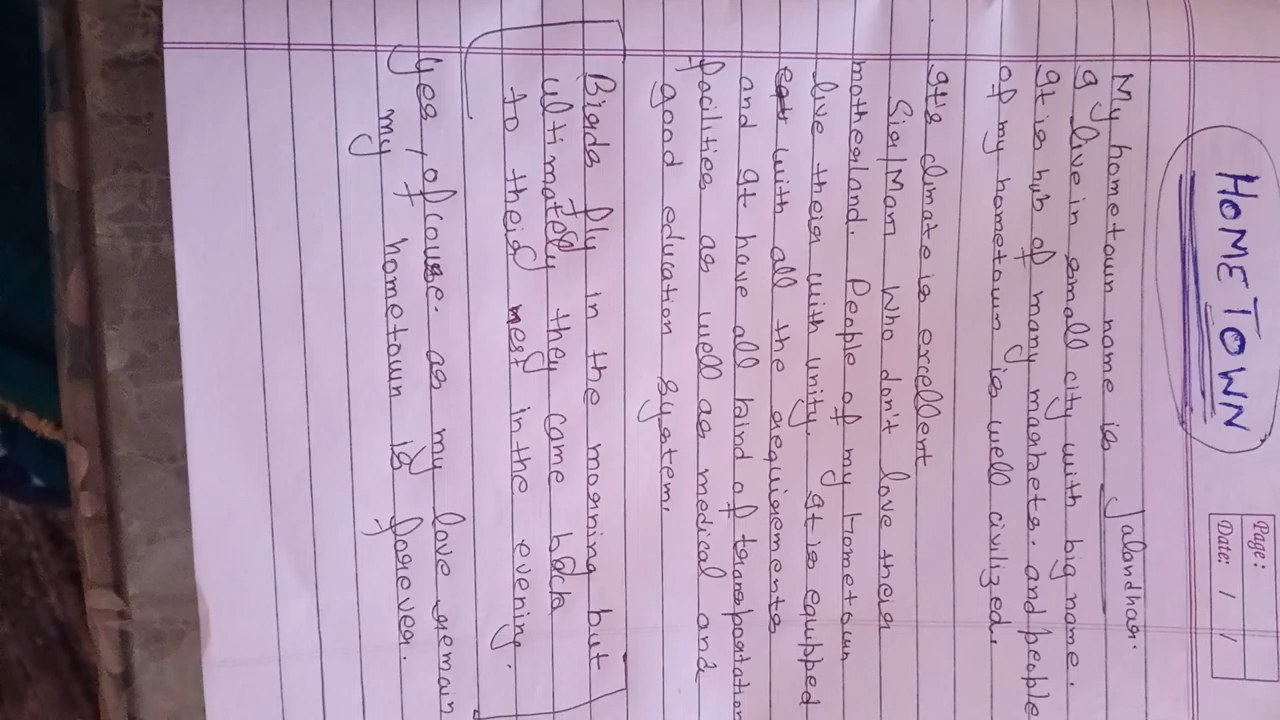 HOME TOWN
Page:
Date: / /
My hometown name is Jalandhar.
I live in small city with big name.
It is hub of many markets. and people
of my hometown is well civilized.
It's climate is excellent
Sir/Mam who don't love their
motherland. People of my hometown
live their with unity. It is equipped
with all the requirements
and It have all kind of transportation
facilities as well as medical and
good education system.
Birds fly in the morning but
ultimately they come back
to their nest in the evening.
Yes, ofcouse. as my love remain
my hometown is forever.